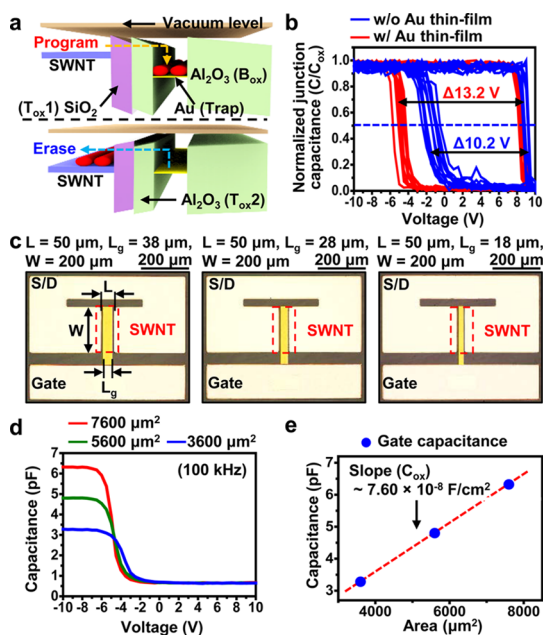 a
Vacuum level
Program
SWNT
Al₂O₃ (Bₒₓ)
Au (Trap)
(Tₒₓ1) SiO₂
Erase
SWNT
Al₂O₃ (Tₒₓ2)
b
w/o Au thin-film
w/ Au thin-film
Normalized junction
capacitance (C/Cₒₓ)
1.0
0.8
0.6
0.4
0.2
0.0
Δ13.2 V
Δ10.2 V
-10 -8 -6 -4 -2 0 2 4 6 8 10
Voltage (V)
c
L = 50 μm, L_g = 38 μm,
W = 200 μm
200 μm
S/D
L
W
SWNT
L_g
Gate
L = 50 μm, L_g = 28 μm,
W = 200 μm
200 μm
SWNT
L = 50 μm, L_g = 18 μm,
W = 200 μm
200 μm
SWNT
d
7600 μm²
5600 μm²
3600 μm²
(100 kHz)
Capacitance (pF)
7
6
5
4
3
2
1
0
-10 -8 -6 -4 -2 0 2 4 6 8 10
Voltage (V)
e
Gate capacitance
Slope (Cₒₓ)
~ 7.60 × 10⁻⁸ F/cm²
Capacitance (pF)
7
6
5
4
3
4000 6000 8000
Area (μm²)